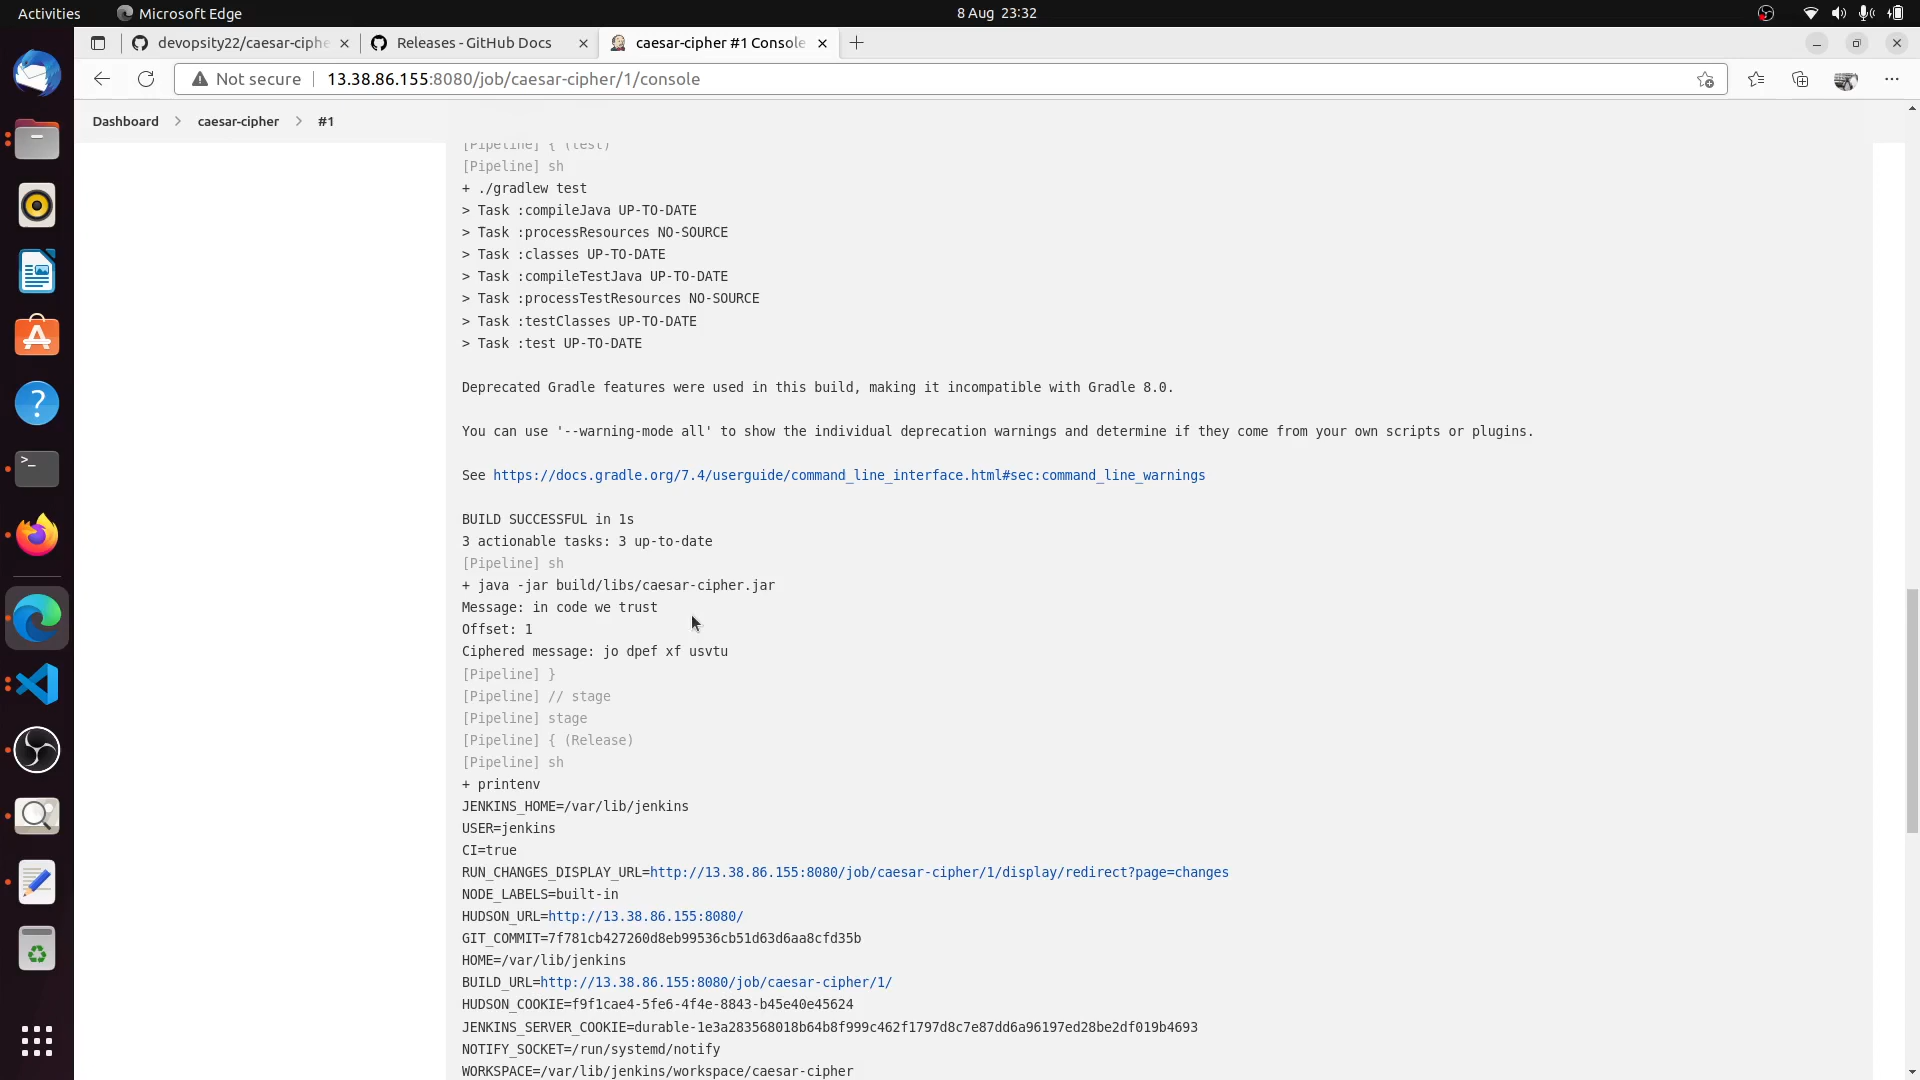 Activities
Microsoft Edge
8 Aug 23:32
devopsity22/caesar-ciphe
Releases - GitHub Docs
caesar-cipher #1 Console
Not secure
13.38.86.155:8080/job/caesar-cipher/1/console
Dashboard > caesar-cipher > #1
[Pipeline] { (test)
[Pipeline] sh
+ ./gradlew test
> Task :compileJava UP-TO-DATE
> Task :processResources NO-SOURCE
> Task :classes UP-TO-DATE
> Task :compileTestJava UP-TO-DATE
> Task :processTestResources NO-SOURCE
> Task :testClasses UP-TO-DATE
> Task :test UP-TO-DATE
Deprecated Gradle features were used in this build, making it incompatible with Gradle 8.0.
You can use '--warning-mode all' to show the individual deprecation warnings and determine if they come from your own scripts or plugins.
See https://docs.gradle.org/7.4/userguide/command_line_interface.html#sec:command_line_warnings
BUILD SUCCESSFUL in 1s
3 actionable tasks: 3 up-to-date
[Pipeline] sh
+ java -jar build/libs/caesar-cipher.jar
Message: in code we trust
Offset: 1
Ciphered message: jo dpef xf usvtu
[Pipeline] }
[Pipeline] // stage
[Pipeline] stage
[Pipeline] { (Release)
[Pipeline] sh
+ printenv
JENKINS_HOME=/var/lib/jenkins
USER=jenkins
CI=true
RUN_CHANGES_DISPLAY_URL=http://13.38.86.155:8080/job/caesar-cipher/1/display/redirect?page=changes
NODE_LABELS=built-in
HUDSON_URL=http://13.38.86.155:8080/
GIT_COMMIT=7f781cb427260d8eb99536cb51d63d6aa8cfd35b
HOME=/var/lib/jenkins
BUILD_URL=http://13.38.86.155:8080/job/caesar-cipher/1/
HUDSON_COOKIE=f9f1cae4-5fe6-4f4e-8843-b45e40e45624
JENKINS_SERVER_COOKIE=durable-1e3a283568018b64b8f999c462f1797d8c7e87dd6a96197ed28be2df019b4693
NOTIFY_SOCKET=/run/systemd/notify
WORKSPACE=/var/lib/jenkins/workspace/caesar-cipher